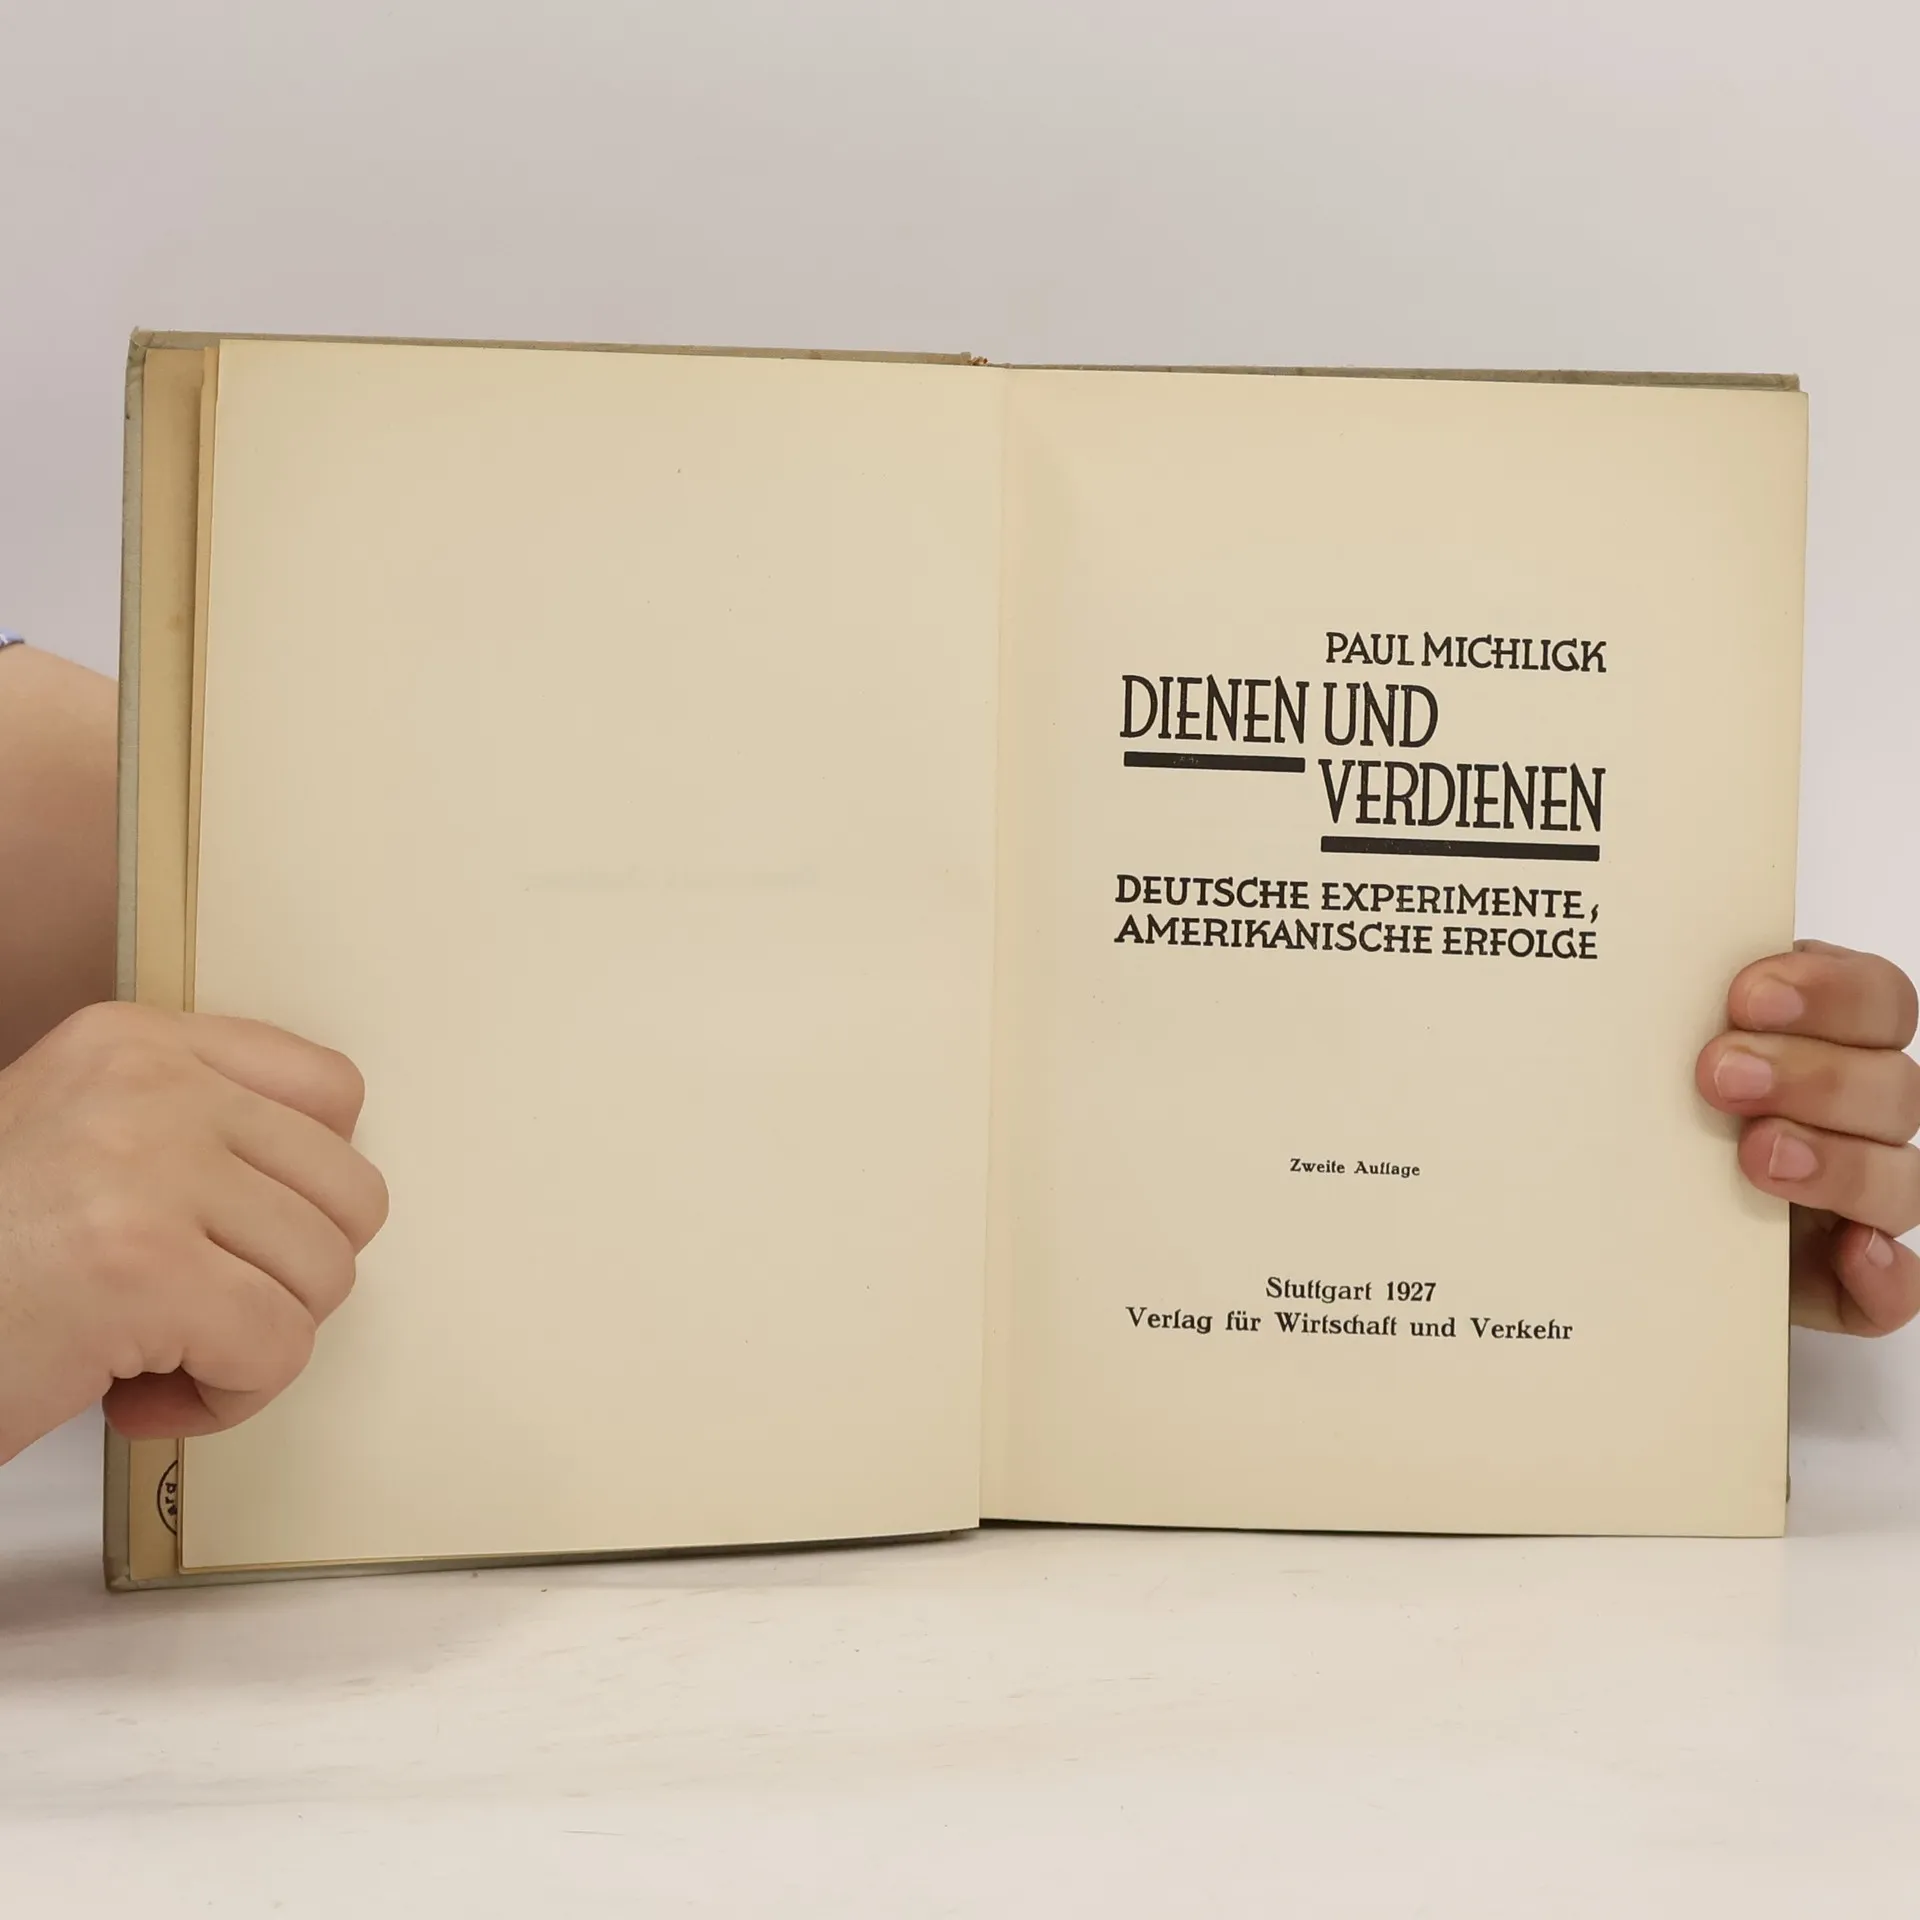 PAUL MICHLIGK
DIENEN UND
VERDIENEN
DEUTSCHE EXPERIMENTE,
AMERIKANISCHE ERFOLGE
Zweite Auflage
Stuttgart 1927
Verlag für Wirtschaft und Verkehr